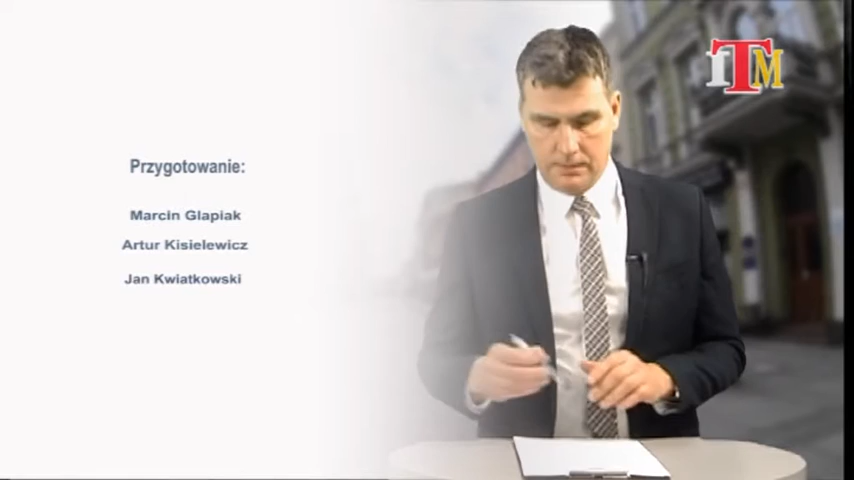 Przygotowanie:
Marcin Glapiak
Artur Kisielewicz
Jan Kwiatkowski
iTM